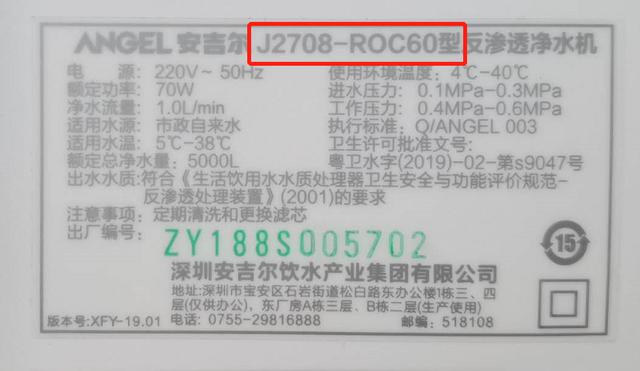 ANGEL 安吉尔 J2708-ROC60型反渗透净水机
电 源: 220V~ 50Hz 使用环境温度: 4℃-40℃
额定功率: 70W 进水压力: 0.1MPa-0.3MPa
净水流量: 1.0L/min 工作压力: 0.4MPa-0.6MPa
适用水源: 市政自来水 执行标准: Q/ANGEL 003
适用水温: 5℃-38℃ 卫生许可批准文号:
额定总净水量: 5000L 粤卫水字(2019)-02-第s9047号
出水水质:符合《生活饮用水水质处理器卫生安全与功能评价规范-
反渗透处理装置》(2001)的要求
注意事项: 定期清洗和更换滤芯
出厂编号: ZY188S005702
15
深圳安吉尔饮水产业集团有限公司
地址:深圳市宝安区石岩街道松白路东办公楼1栋三、四
层(仅供办公), 东厂房A栋三层、B栋二层(生产使用)
版本号:XFY-19.01 电话: 0755-29816888 邮编: 518108